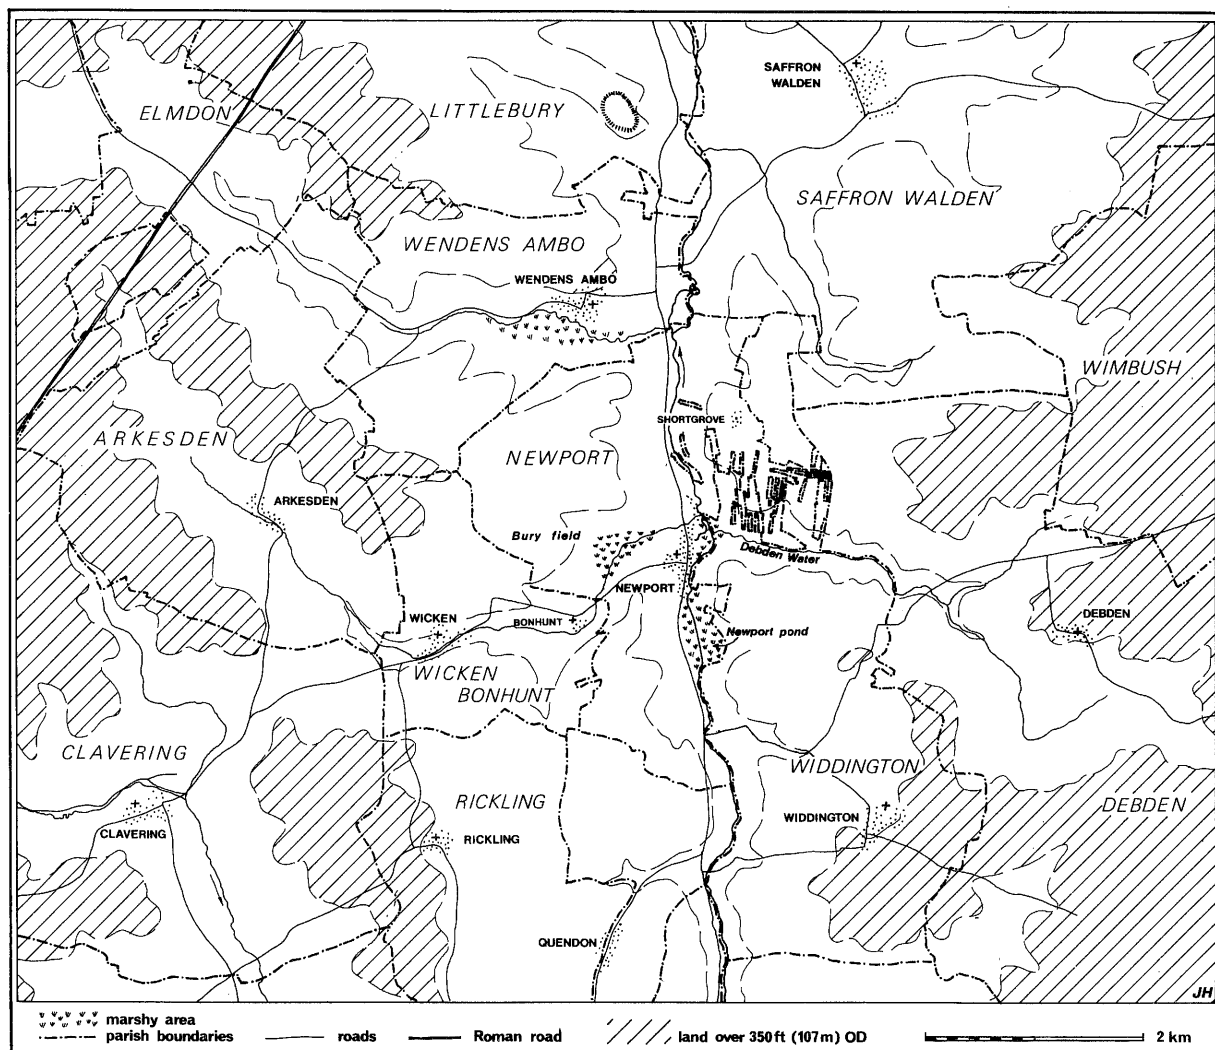 SAFFRON
WALDEN
ELMDON
LITTLEBURY
SAFFRON WALDEN
WENDENS AMBO
WENDENS AMBO
WIMBUSH
SHORTGROVE
ARKESDEN
NEWPORT
ARKESDEN
Bury field
Debden Water
NEWPORT
WICKEN
BONHUNT
DEBDEN
Newport pond
WICKEN
BONHUNT
CLAVERING
WIDDINGTON
RICKLING
DEBDEN
WIDDINGTON
CLAVERING
RICKLING
QUENDON
JH
marshy area
parish boundaries
roads
Roman road
land over 350ft (107m) OD
2 km